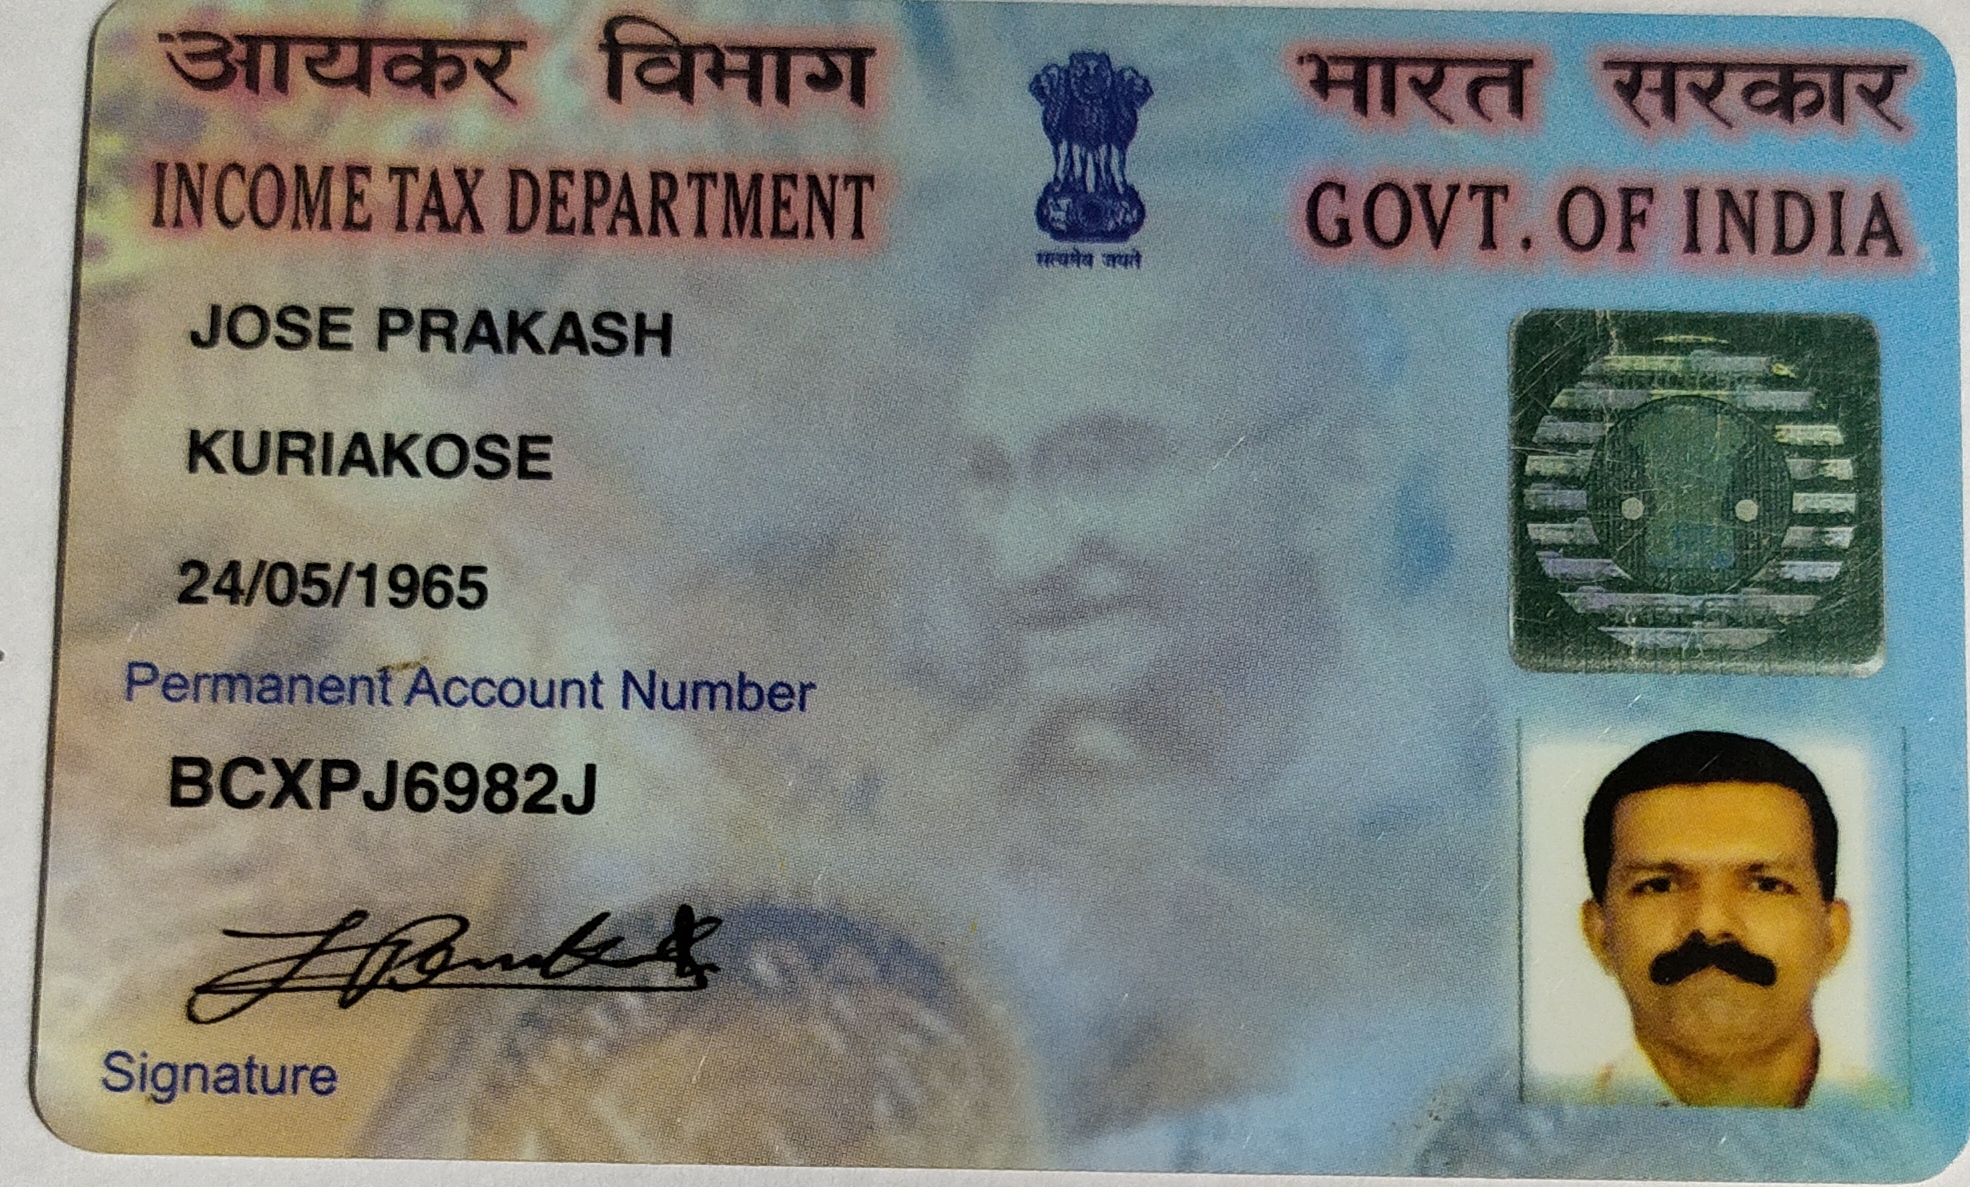 आयकर विभाग
INCOME TAX DEPARTMENT
भारत सरकार
GOVT. OF INDIA
सत्यमेव जयते
JOSE PRAKASH
KURIAKOSE
24/05/1965
Permanent Account Number
BCXPJ6982J
Signature